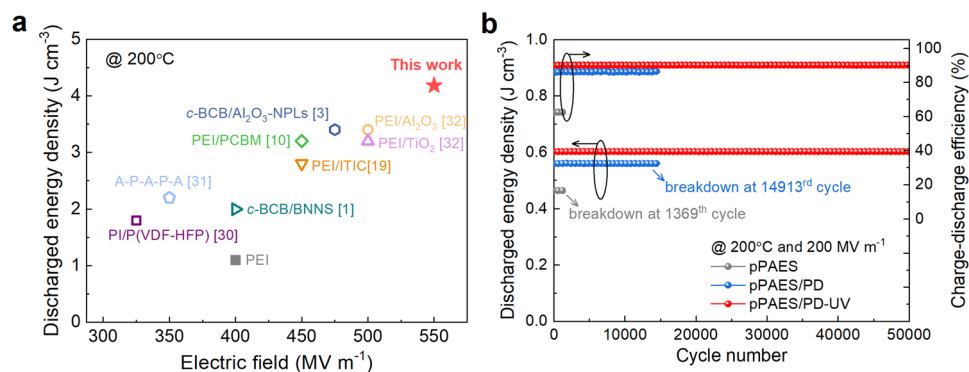 a
@ 200°C
This work
c-BCB/Al₂O₃-NPLs [3]
PEI/Al₂O₃ [32]
PEI/PCBM [10]
PEI/TiO₂ [32]
PEI/ITIC[19]
A-P-A-P-A [31]
c-BCB/BNNS [1]
PI/P(VDF-HFP) [30]
PEI
5
4
3
2
1
0
300 350 400 450 500 550
Electric field (MV m⁻¹)
Discharged energy density (J cm⁻³)
b
1.0
0.8
0.6
0.4
0.2
0.0
Discharged energy density (J cm⁻³)
100
80
60
40
20
0
Charge-discharge efficiency (%)
breakdown at 14913ʳᵈ cycle
breakdown at 1369ᵗʰ cycle
@ 200°C and 200 MV m⁻¹
pPAES
pPAES/PD
pPAES/PD-UV
0 10000 20000 30000 40000 50000
Cycle number